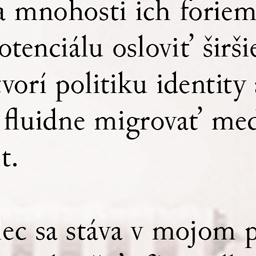 a mnohosti ich foriem
otenciálu osloviť širšie
vorí politiku identity a
fluidne migrovať med
t.
ec sa stáva v mojom p